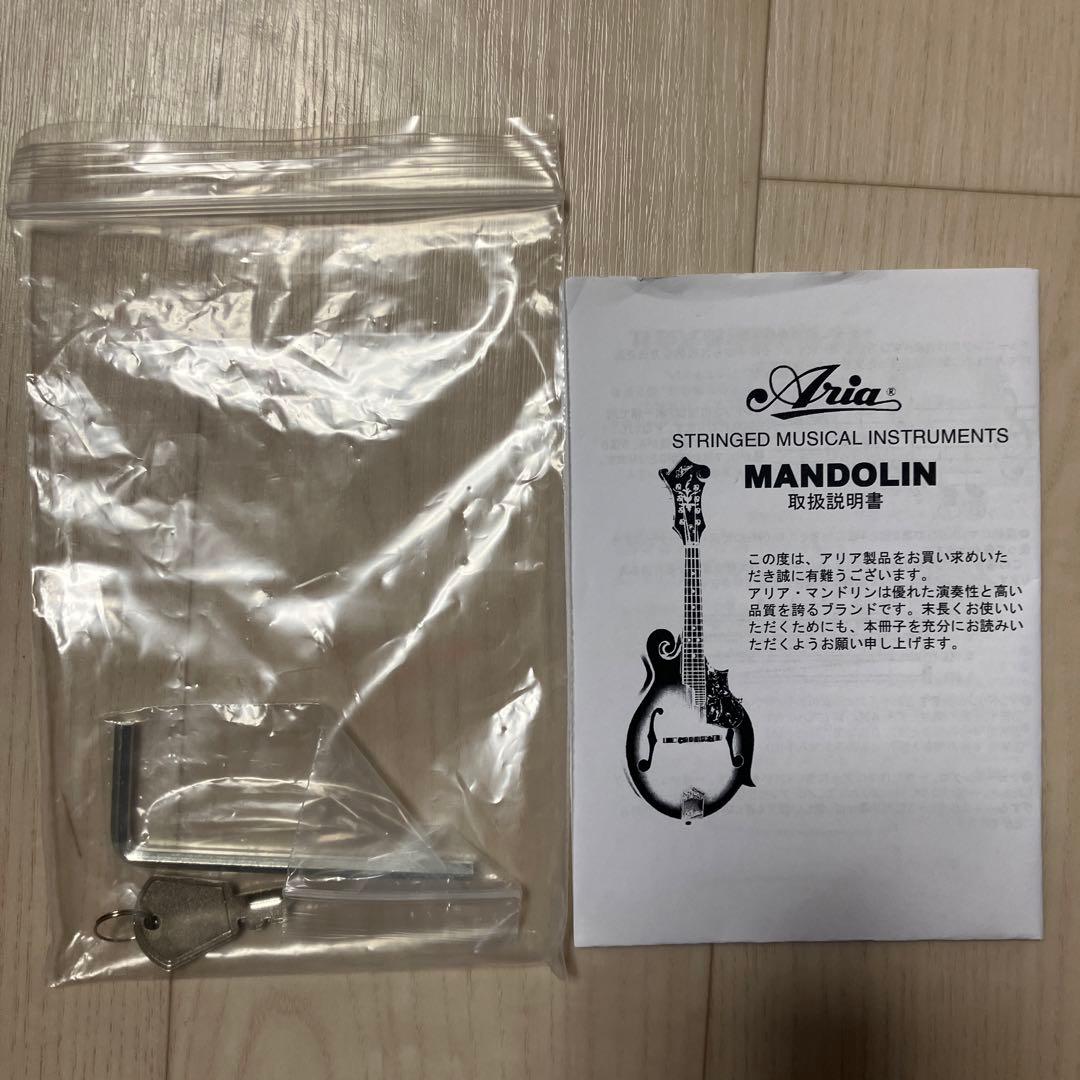 Aria®
STRINGED MUSICAL INSTRUMENTS
MANDOLIN
取扱説明書
この度は、アリア製品をお買い求めいた
だき誠に有難うございます。
アリア・マンドリンは優れた演奏性と高い
品質を誇るブランドです。末長くお使いい
ただくためにも、本冊子を充分にお読みい
ただくようお願い申し上げます。